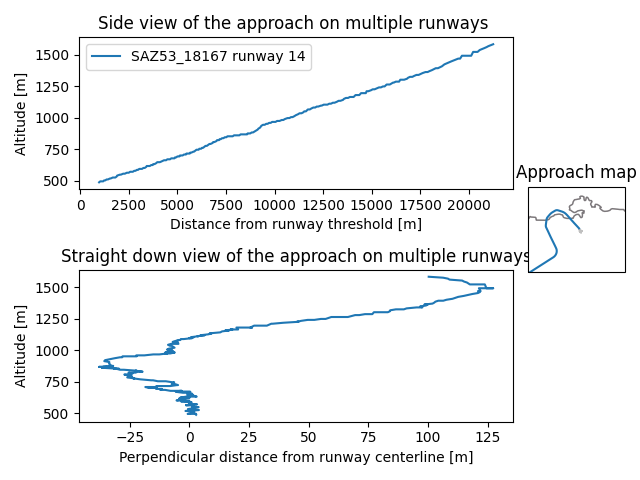 Side view of the approach on multiple runways
Altitude [m]
1500
1250
1000
750
500
SAZ53_18167 runway 14
0 2500 5000 7500 10000 12500 15000 17500 20000
Distance from runway threshold [m]
Approach map
Straight down view of the approach on multiple runways
Altitude [m]
1500
1250
1000
750
500
−25 0 25 50 75 100 125
Perpendicular distance from runway centerline [m]